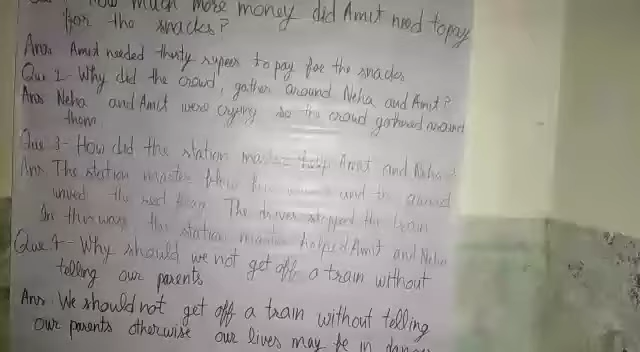 How much more money did Amit need to pay
for the snacks?
Ans. Amit needed thirty rupees to pay for the snacks
Que 2- Why did the crowd, gather around Neha and Amit?
Ans Neha and Amit were crying so the crowd gathered around
them
Que 3- How did the station master help Amit and Neha?
Ans. The station master blew and the guard
waved the red The driver stopped the train
In this way the station master helped Amit and Neha
Que 4- Why should we not get off a train without
telling our parents
Ans. We should not get off a train without telling
our parents otherwise our lives may be in